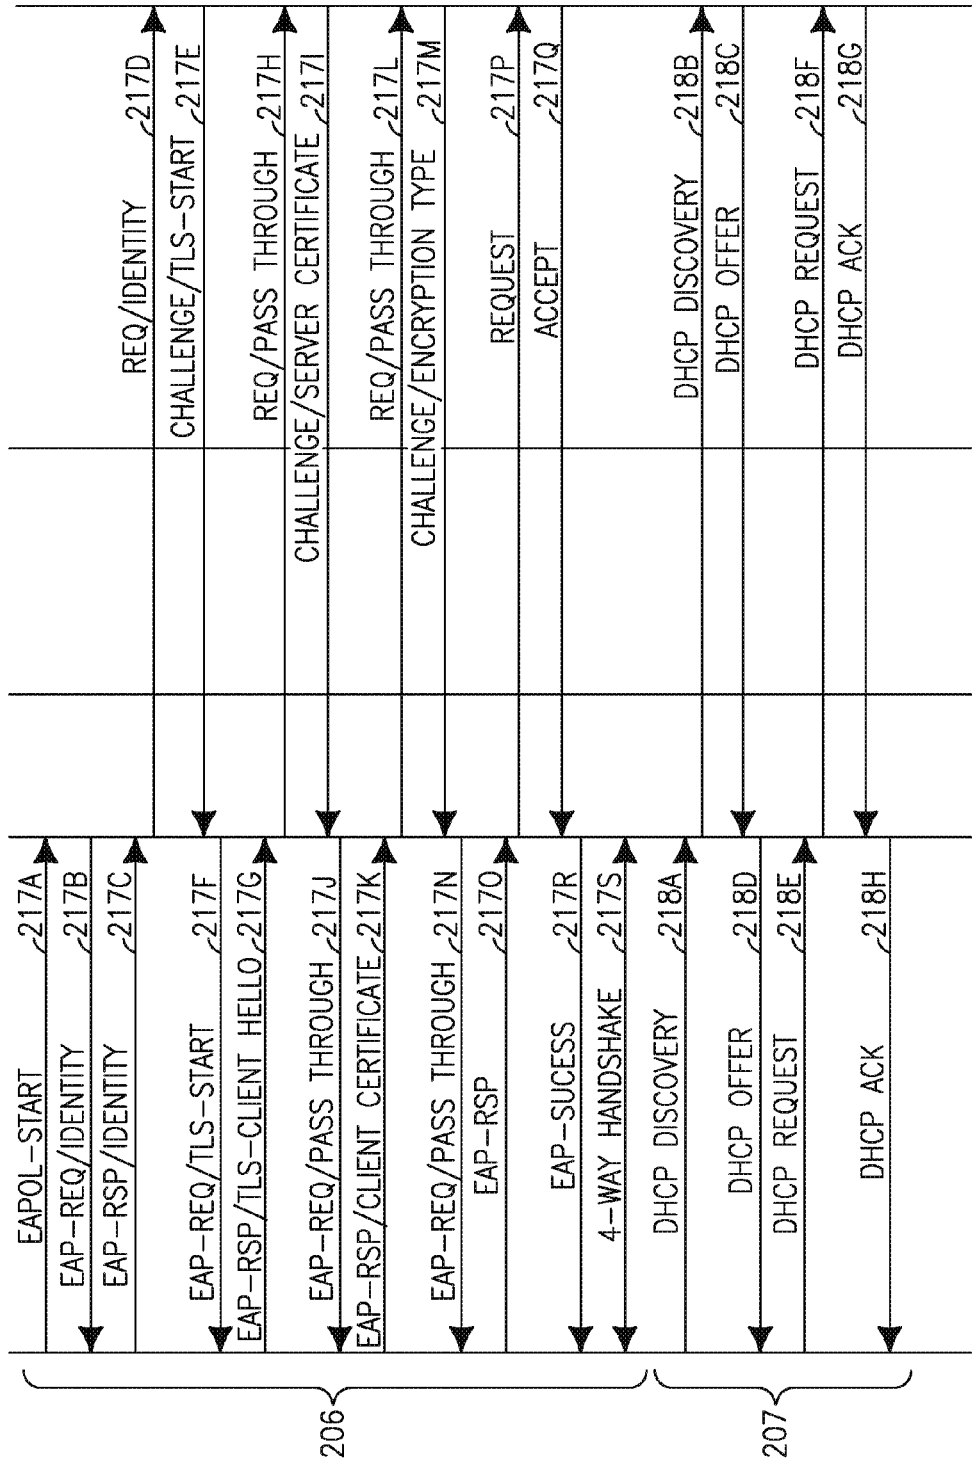 EAPOL-START 217A
EAP-REQ/IDENTITY 217B
EAP-RSP/IDENTITY 217C
REQ/IDENTITY 217D
CHALLENGE/TLS-START 217E
EAP-REQ/TLS-START 217F
EAP-RSP/TLS-CLIENT HELLO 217G
REQ/PASS THROUGH 217H
CHALLENGE/SERVER CERTIFICATE 217I
EAP-REQ/PASS THROUGH 217J
EAP-RSP/CLIENT CERTIFICATE 217K
REQ/PASS THROUGH 217L
CHALLENGE/ENCRYPTION TYPE 217M
EAP-REQ/PASS THROUGH 217N
EAP-RSP 217O
REQUEST 217P
ACCEPT 217Q
EAP-SUCESS 217R
4-WAY HANDSHAKE 217S
206
DHCP DISCOVERY 218A
DHCP DISCOVERY 218B
DHCP OFFER 218C
DHCP OFFER 218D
DHCP REQUEST 218E
DHCP REQUEST 218F
DHCP ACK 218G
DHCP ACK 218H
207